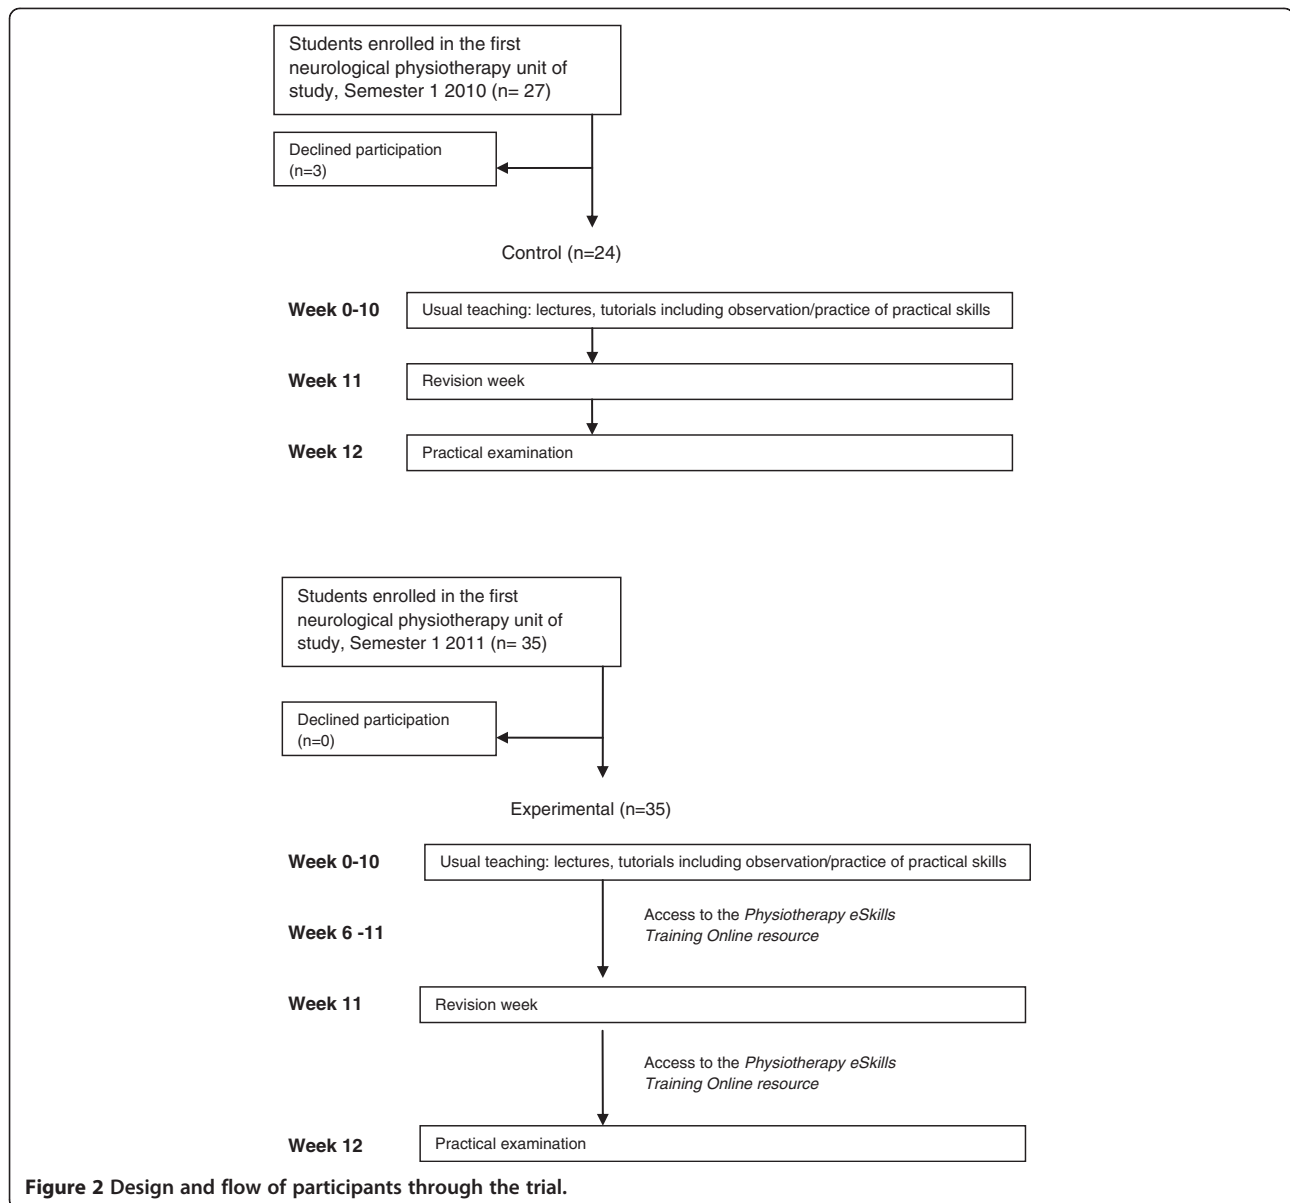 Students enrolled in the first
neurological physiotherapy unit of
study, Semester 1 2010 (n= 27)
Declined participation
(n=3)
Control (n=24)
Week 0-10
Usual teaching: lectures, tutorials including observation/practice of practical skills
Week 11
Revision week
Week 12
Practical examination
Students enrolled in the first
neurological physiotherapy unit of
study, Semester 1 2011 (n= 35)
Declined participation
(n=0)
Experimental (n=35)
Week 0-10
Usual teaching: lectures, tutorials including observation/practice of practical skills
Week 6 -11
Access to the Physiotherapy eSkills
Training Online resource
Week 11
Revision week
Access to the Physiotherapy eSkills
Training Online resource
Week 12
Practical examination
Figure 2 Design and flow of participants through the trial.